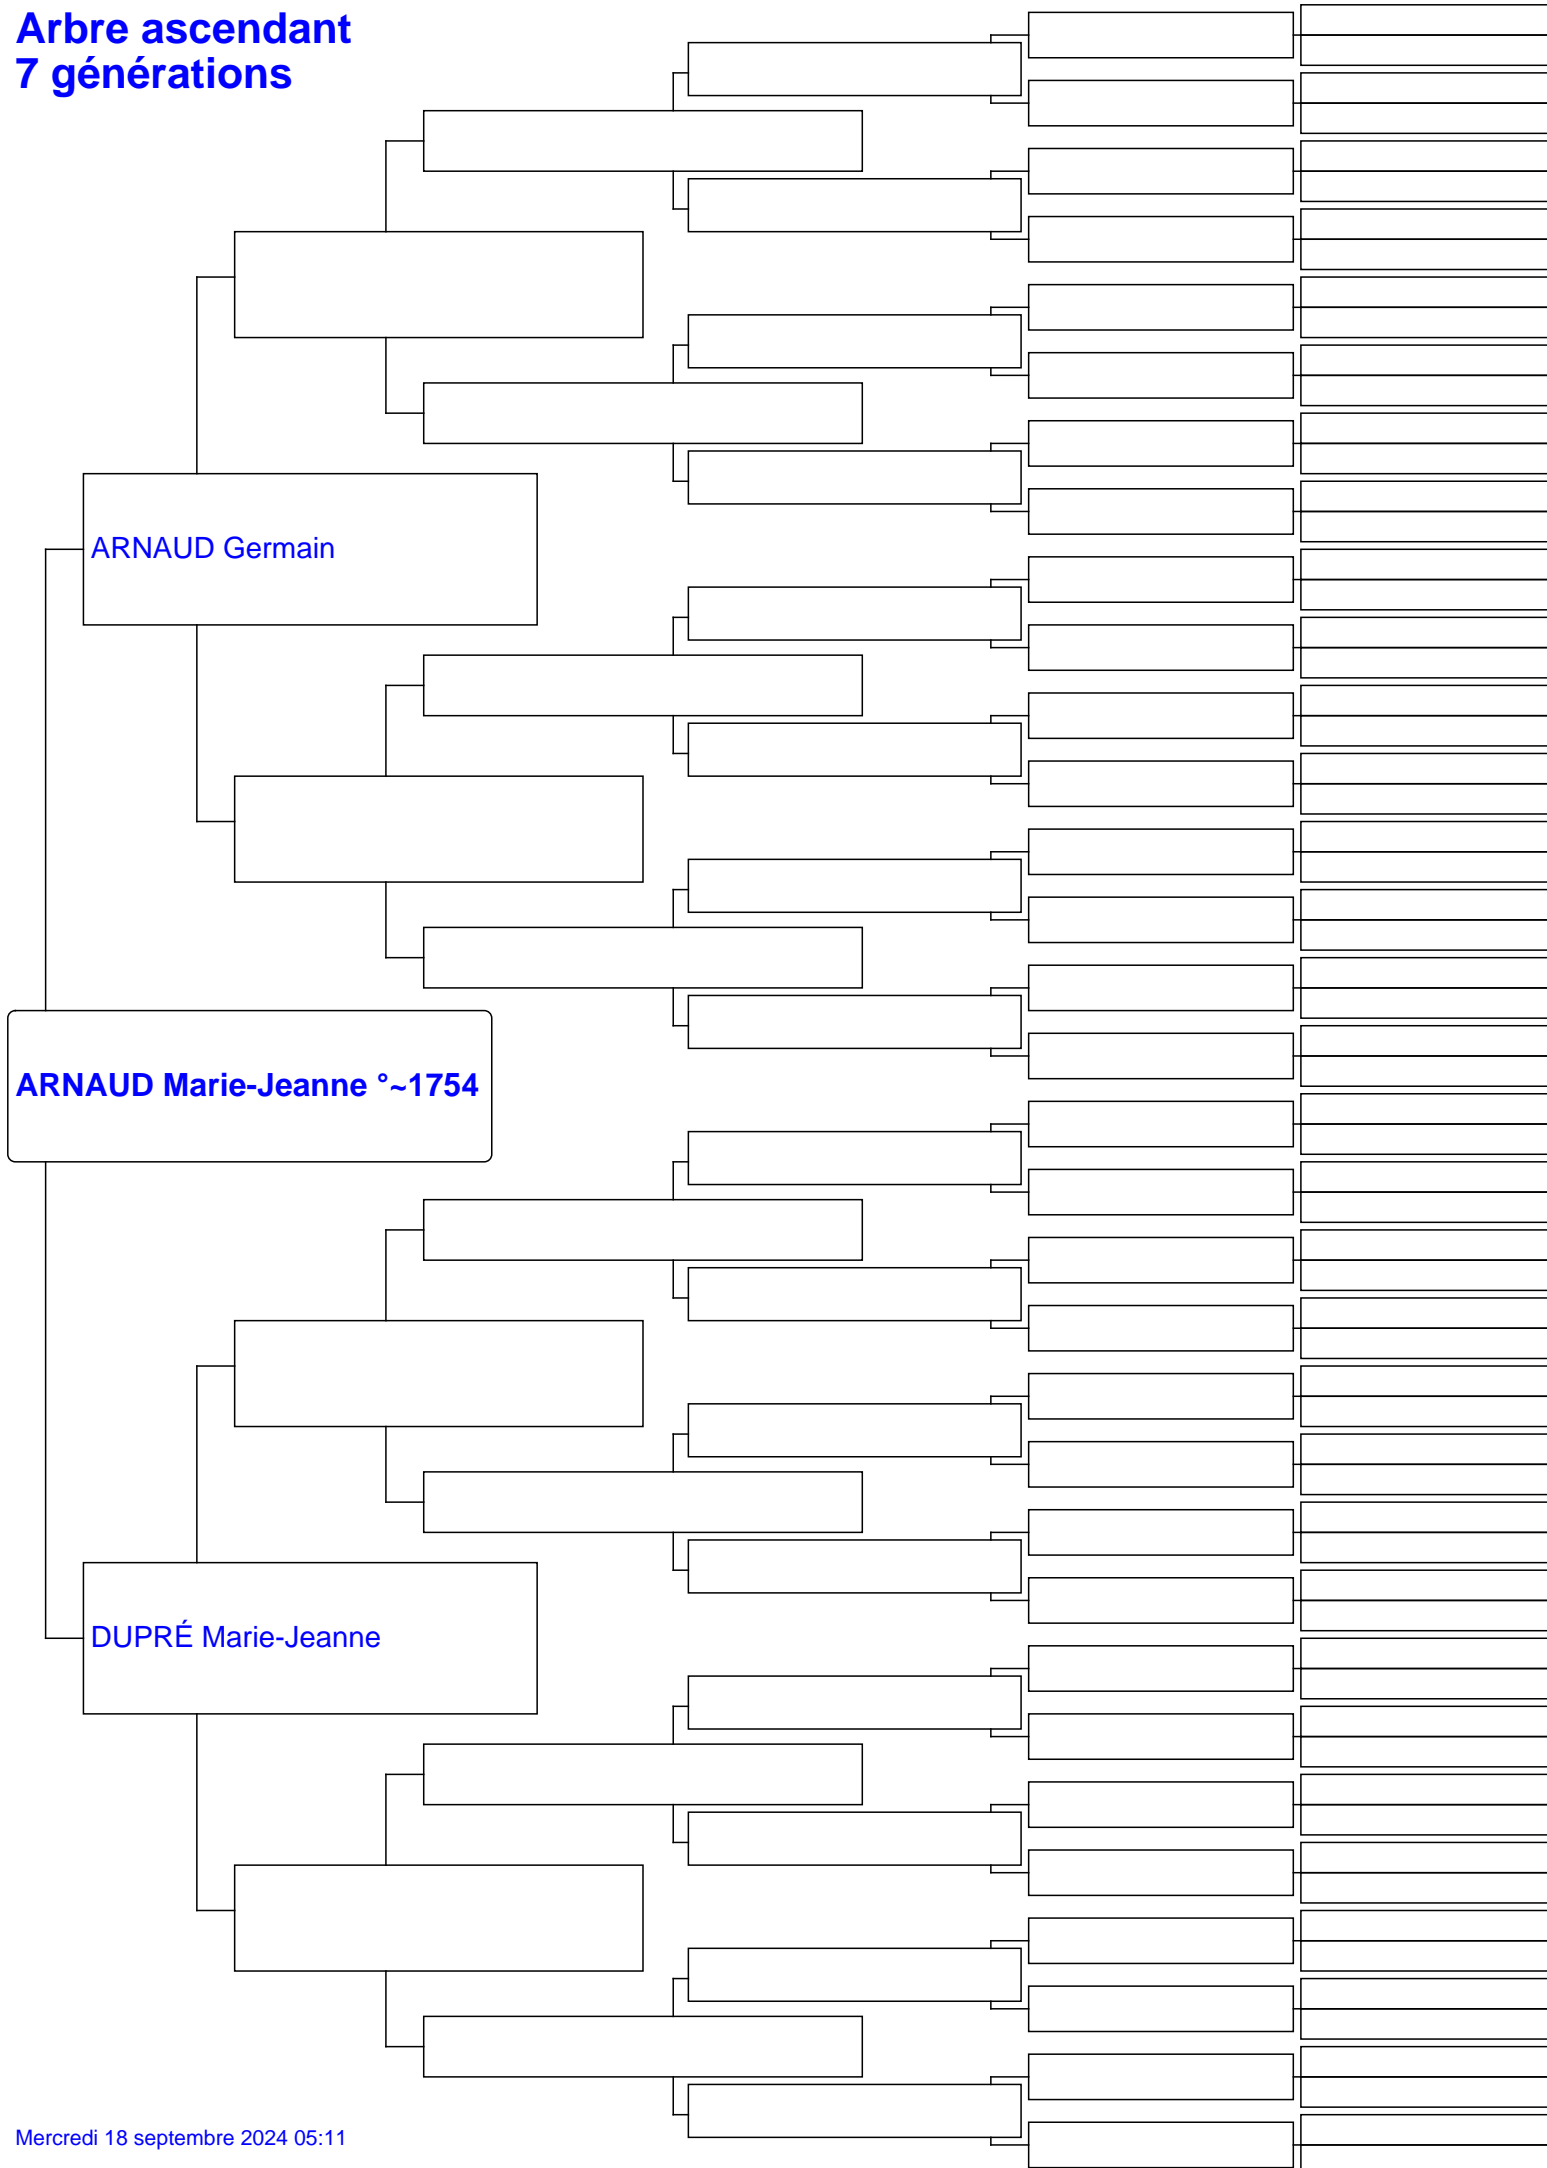 Arbre ascendant
7 générations
ARNAUD Germain
ARNAUD Marie-Jeanne °~1754
DUPRÉ Marie-Jeanne
Mercredi 18 septembre 2024 05:11